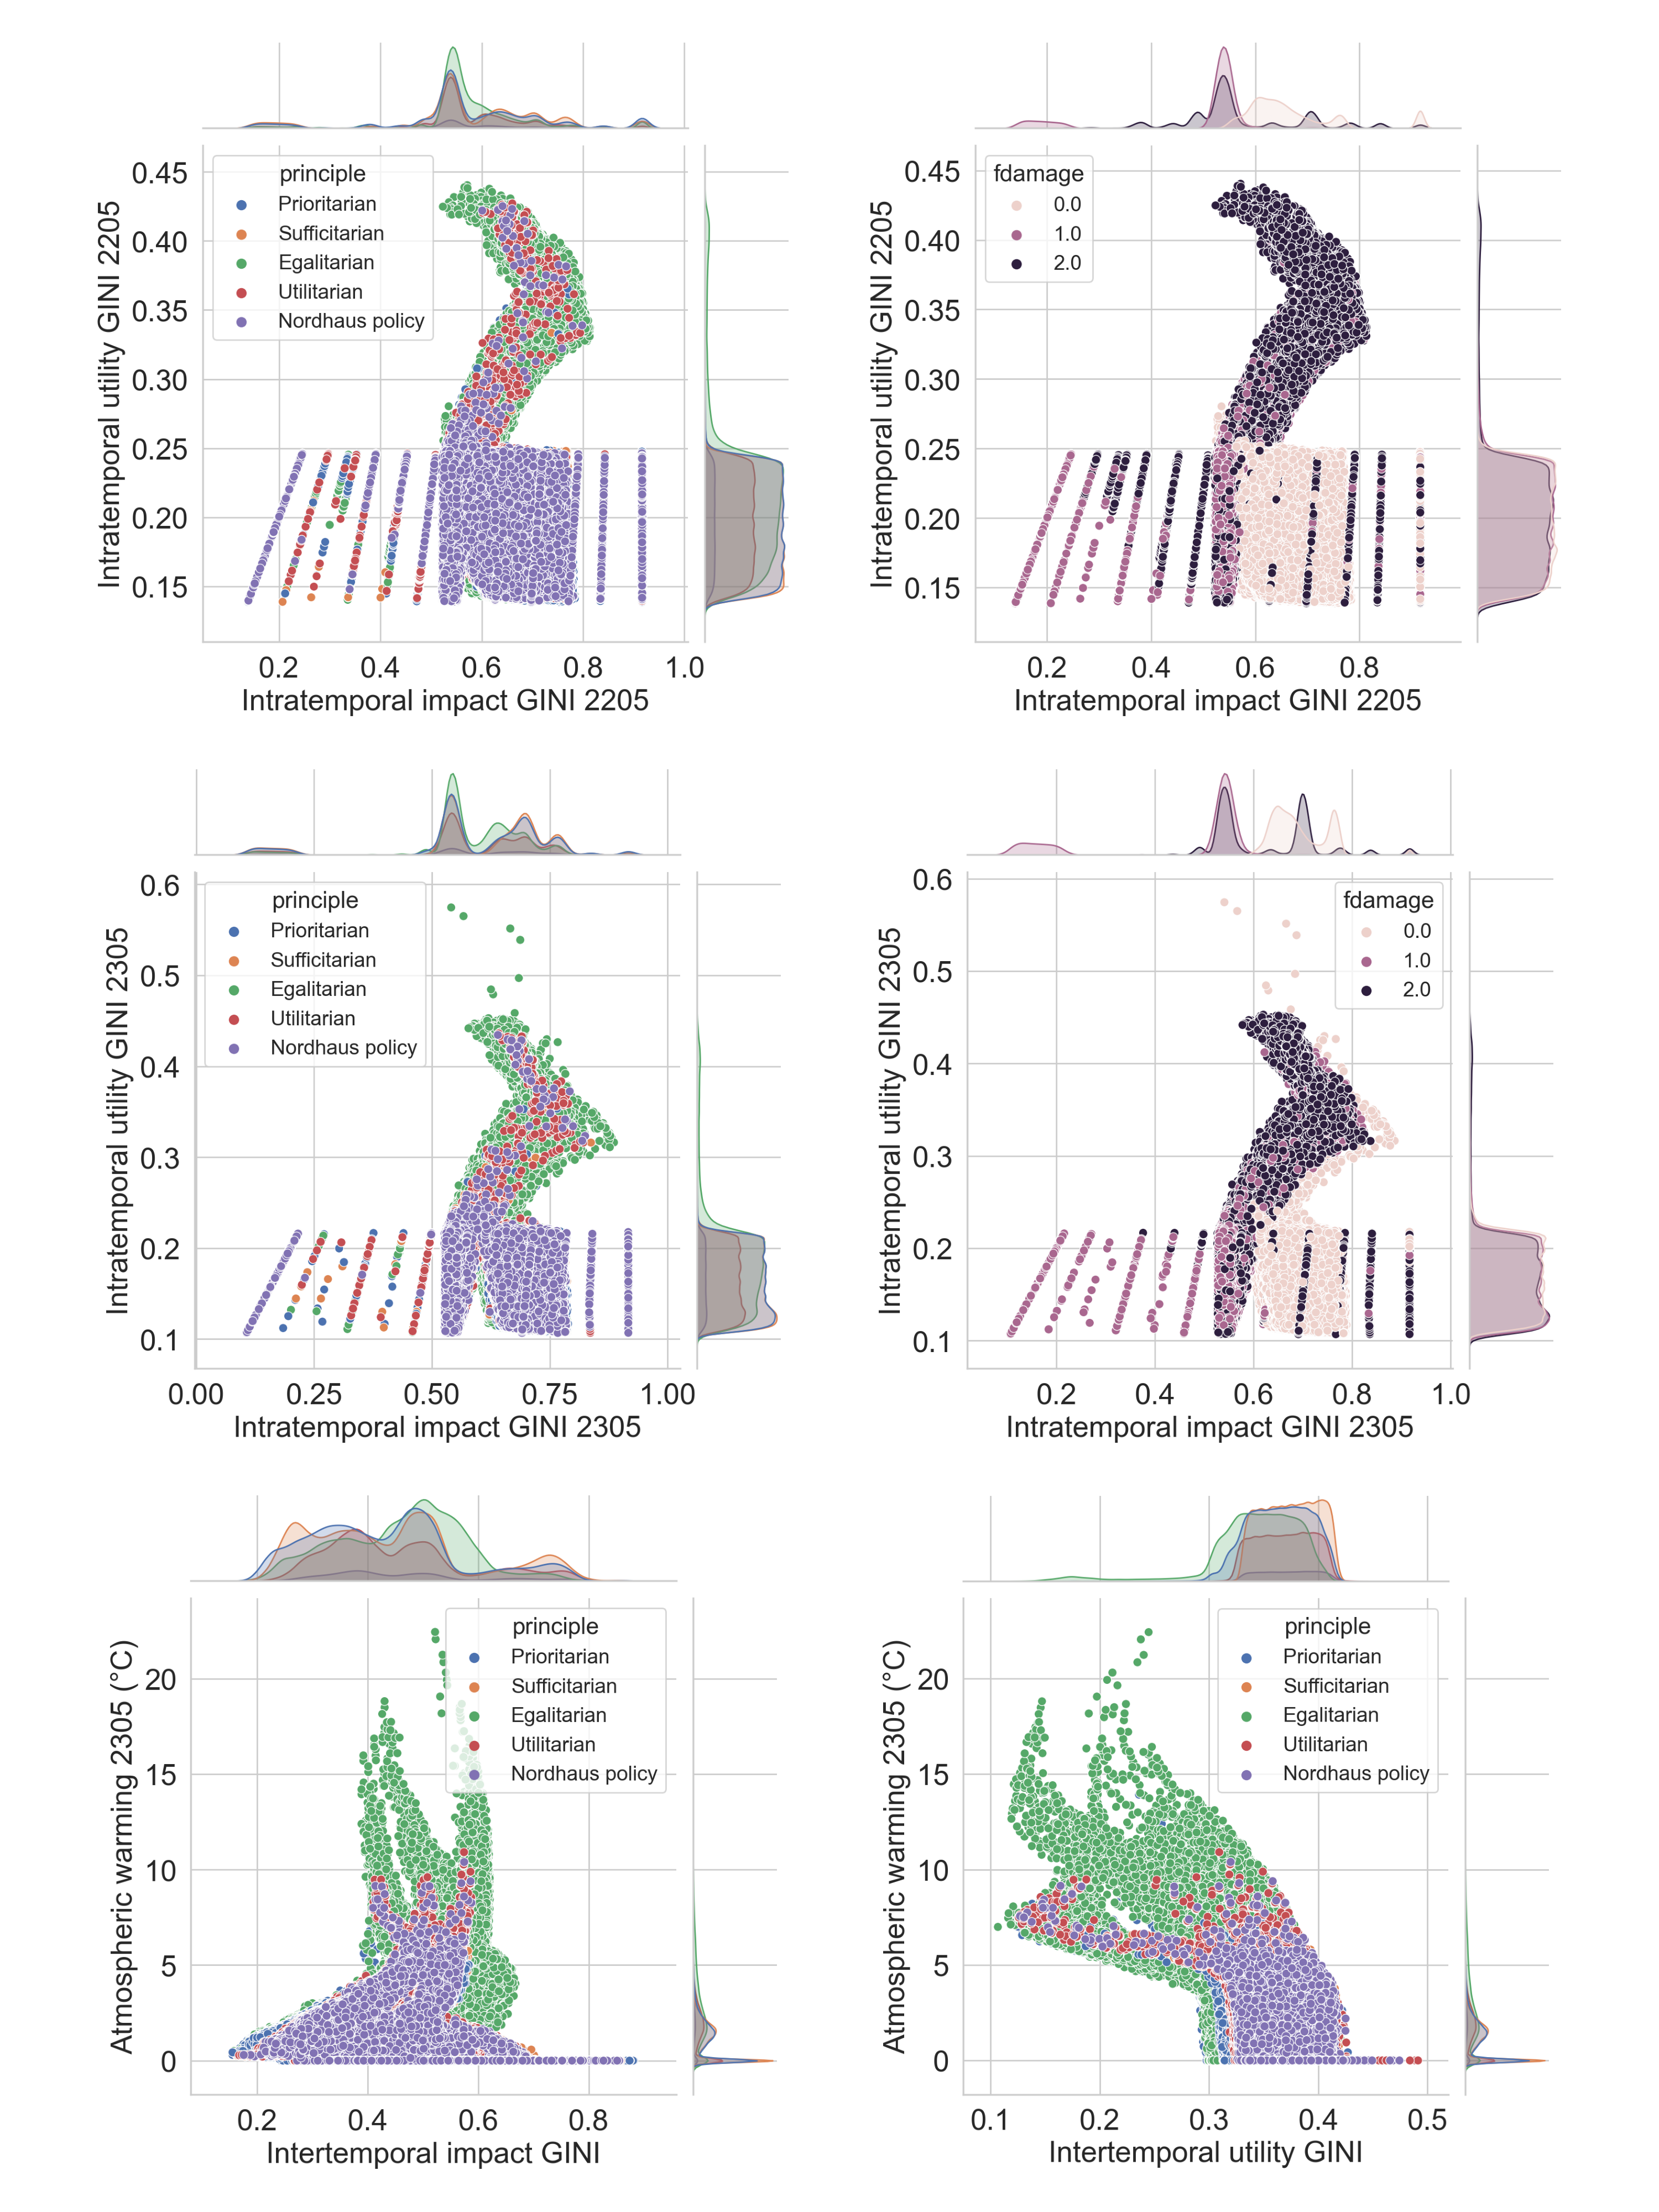 principle
Prioritarian
Sufficitarian
Egalitarian
Utilitarian
Nordhaus policy
0.45
0.40
0.35
0.30
0.25
0.20
0.15
Intratemporal utility GINI 2205
0.2 0.4 0.6 0.8 1.0
Intratemporal impact GINI 2205
fdamage
0.0
1.0
2.0
0.45
0.40
0.35
0.30
0.25
0.20
0.15
Intratemporal utility GINI 2205
0.2 0.4 0.6 0.8
Intratemporal impact GINI 2205
principle
Prioritarian
Sufficitarian
Egalitarian
Utilitarian
Nordhaus policy
0.6
0.5
0.4
0.3
0.2
0.1
Intratemporal utility GINI 2305
0.00 0.25 0.50 0.75 1.00
Intratemporal impact GINI 2305
fdamage
0.0
1.0
2.0
0.6
0.5
0.4
0.3
0.2
0.1
Intratemporal utility GINI 2305
0.2 0.4 0.6 0.8 1.0
Intratemporal impact GINI 2305
principle
Prioritarian
Sufficitarian
Egalitarian
Utilitarian
Nordhaus policy
20
15
10
5
0
Atmospheric warming 2305 (°C)
0.2 0.4 0.6 0.8
Intertemporal impact GINI
principle
Prioritarian
Sufficitarian
Egalitarian
Utilitarian
Nordhaus policy
20
15
10
5
0
Atmospheric warming 2305 (°C)
0.1 0.2 0.3 0.4 0.5
Intertemporal utility GINI